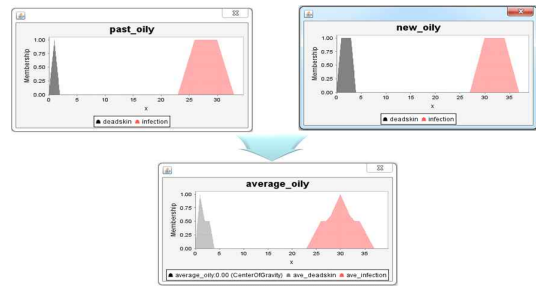 past_oily
Membership
1.00
0.75
0.50
0.25
0.00
0 5 10 15 20 25 30
x
deadskin infection
new_oily
Membership
1.00
0.75
0.50
0.25
0.00
0 5 10 15 20 25 30 35
x
deadskin infection
average_oily
Membership
1.00
0.75
0.50
0.25
0.00
0 5 10 15 20 25 30 35
x
average_oily:0.00 (CenterOfGravity) ave_deadskin ave_infection